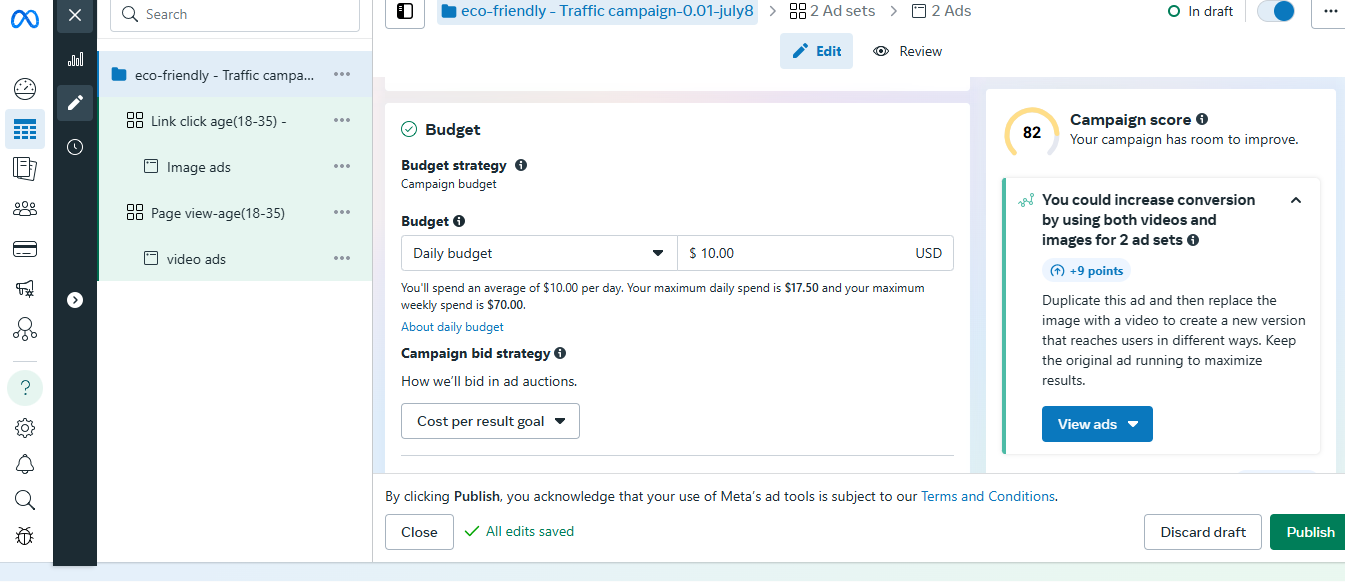 Search
eco-friendly - Traffic campaign-0.01-july8
2 Ad sets
2 Ads
In draft
Edit
Review
eco-friendly - Traffic campa...
Link click age(18-35) -
Image ads
Page view-age(18-35)
video ads
Budget
Budget strategy
Campaign budget
Budget
Daily budget
$ 10.00
USD
You'll spend an average of $10.00 per day. Your maximum daily spend is $17.50 and your maximum
weekly spend is $70.00.
About daily budget
Campaign bid strategy
How we'll bid in ad auctions.
Cost per result goal
82
Campaign score
Your campaign has room to improve.
You could increase conversion
by using both videos and
images for 2 ad sets
+9 points
Duplicate this ad and then replace the
image with a video to create a new version
that reaches users in different ways. Keep
the original ad running to maximize
results.
View ads
By clicking Publish, you acknowledge that your use of Meta's ad tools is subject to our Terms and Conditions.
Close
All edits saved
Discard draft
Publish